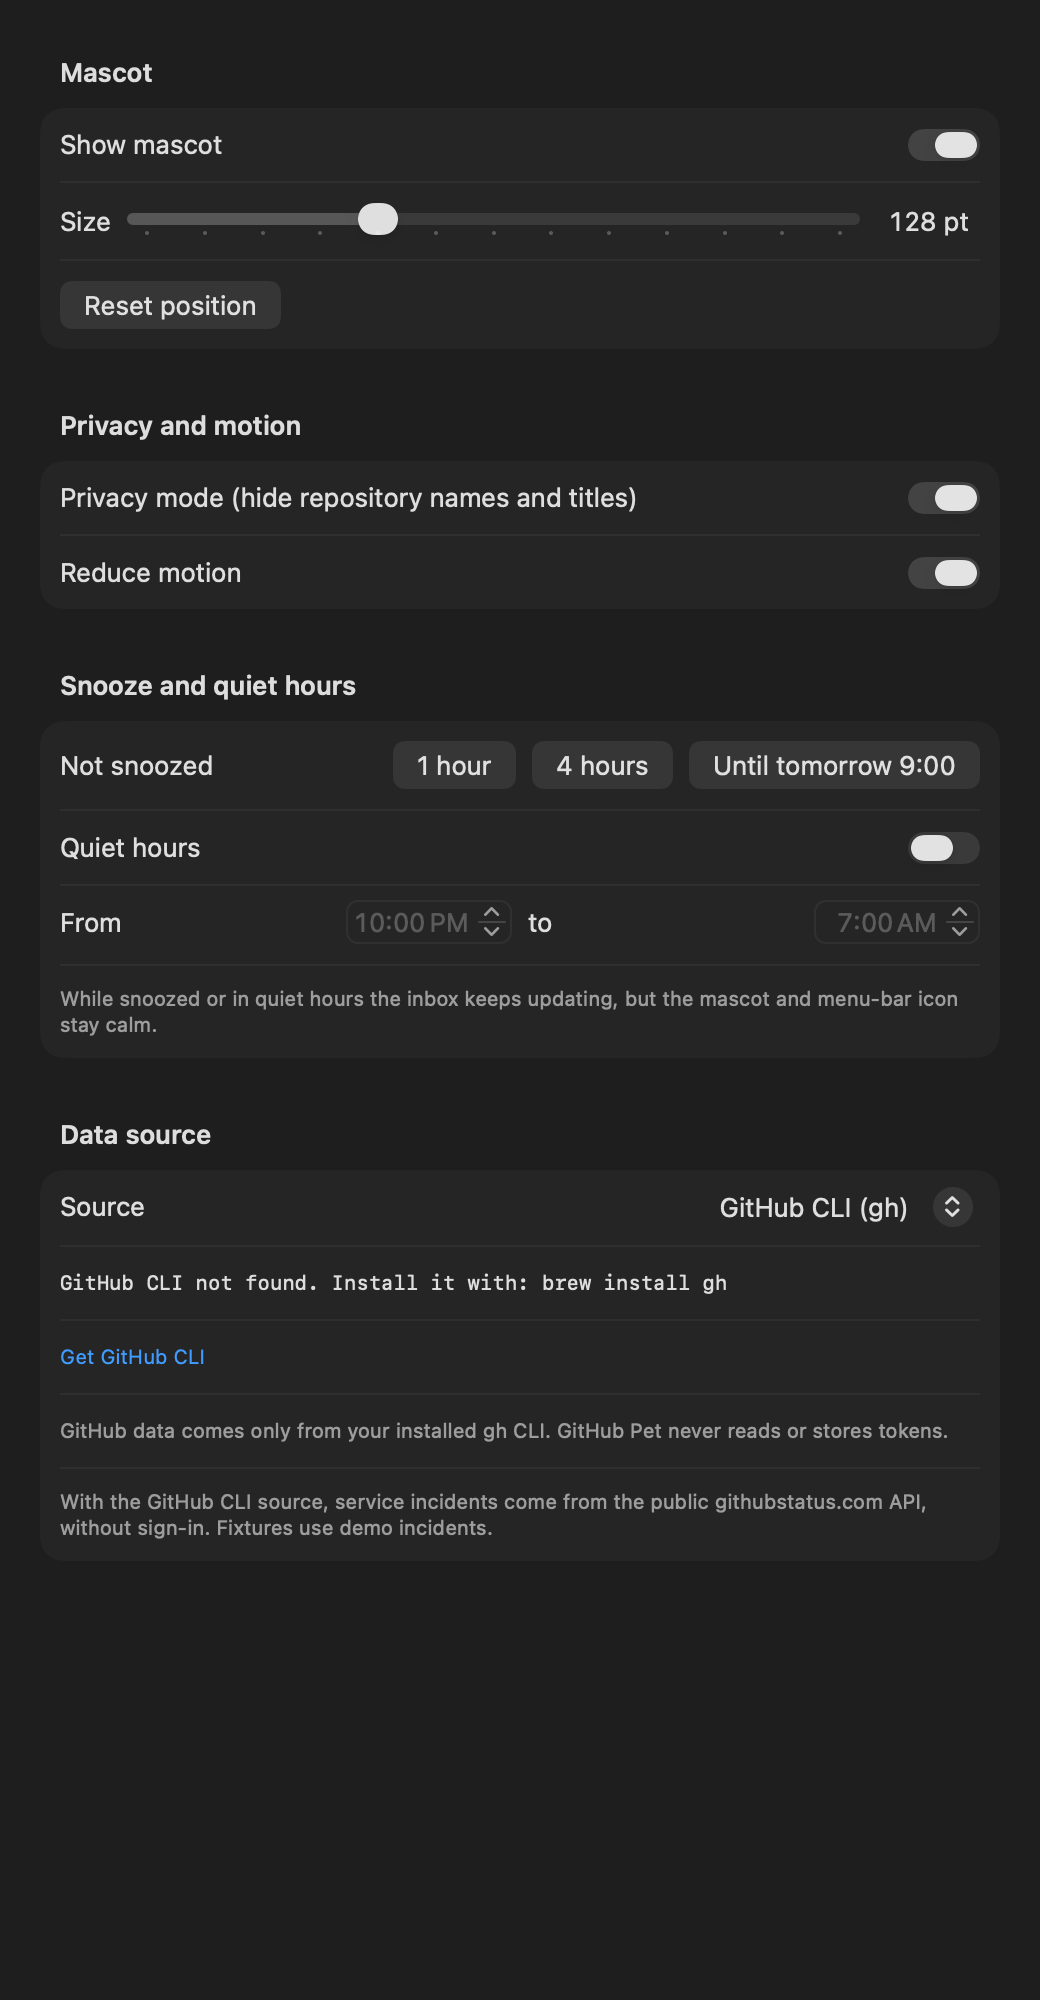 Mascot
Show mascot
Size 128 pt
Reset position
Privacy and motion
Privacy mode (hide repository names and titles)
Reduce motion
Snooze and quiet hours
Not snoozed 1 hour 4 hours Until tomorrow 9:00
Quiet hours
From 10:00 PM to 7:00 AM
While snoozed or in quiet hours the inbox keeps updating, but the mascot and menu-bar icon
stay calm.
Data source
Source GitHub CLI (gh)
GitHub CLI not found. Install it with: brew install gh
Get GitHub CLI
GitHub data comes only from your installed gh CLI. GitHub Pet never reads or stores tokens.
With the GitHub CLI source, service incidents come from the public githubstatus.com API,
without sign-in. Fixtures use demo incidents.